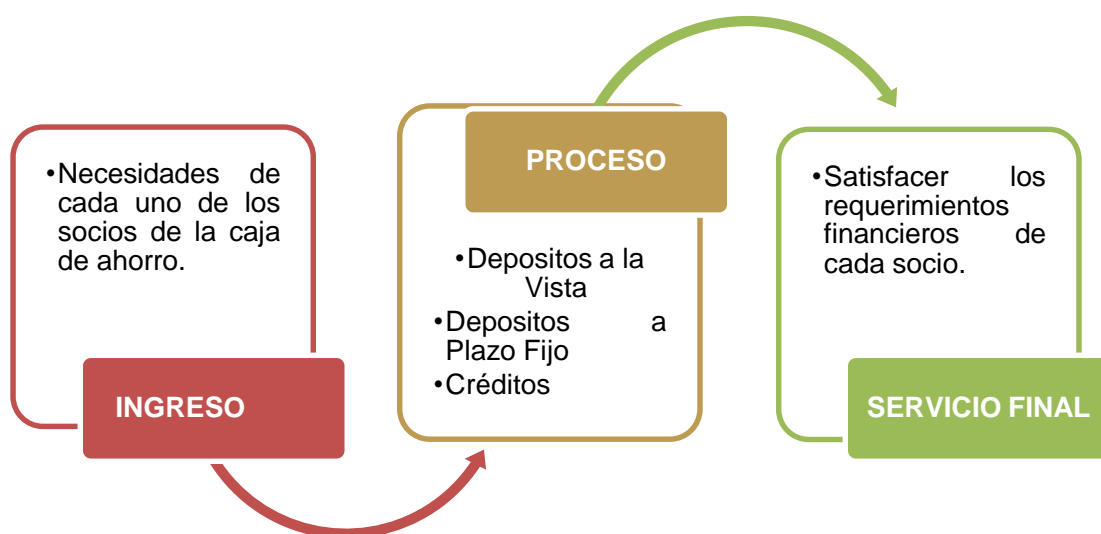 •Necesidades de
cada uno de los
socios de la caja
de ahorro.
INGRESO
PROCESO
•Depositos a la
Vista
•Depositos a
Plazo Fijo
•Créditos
•Satisfacer los
requerimientos
financieros de
cada socio.
SERVICIO FINAL